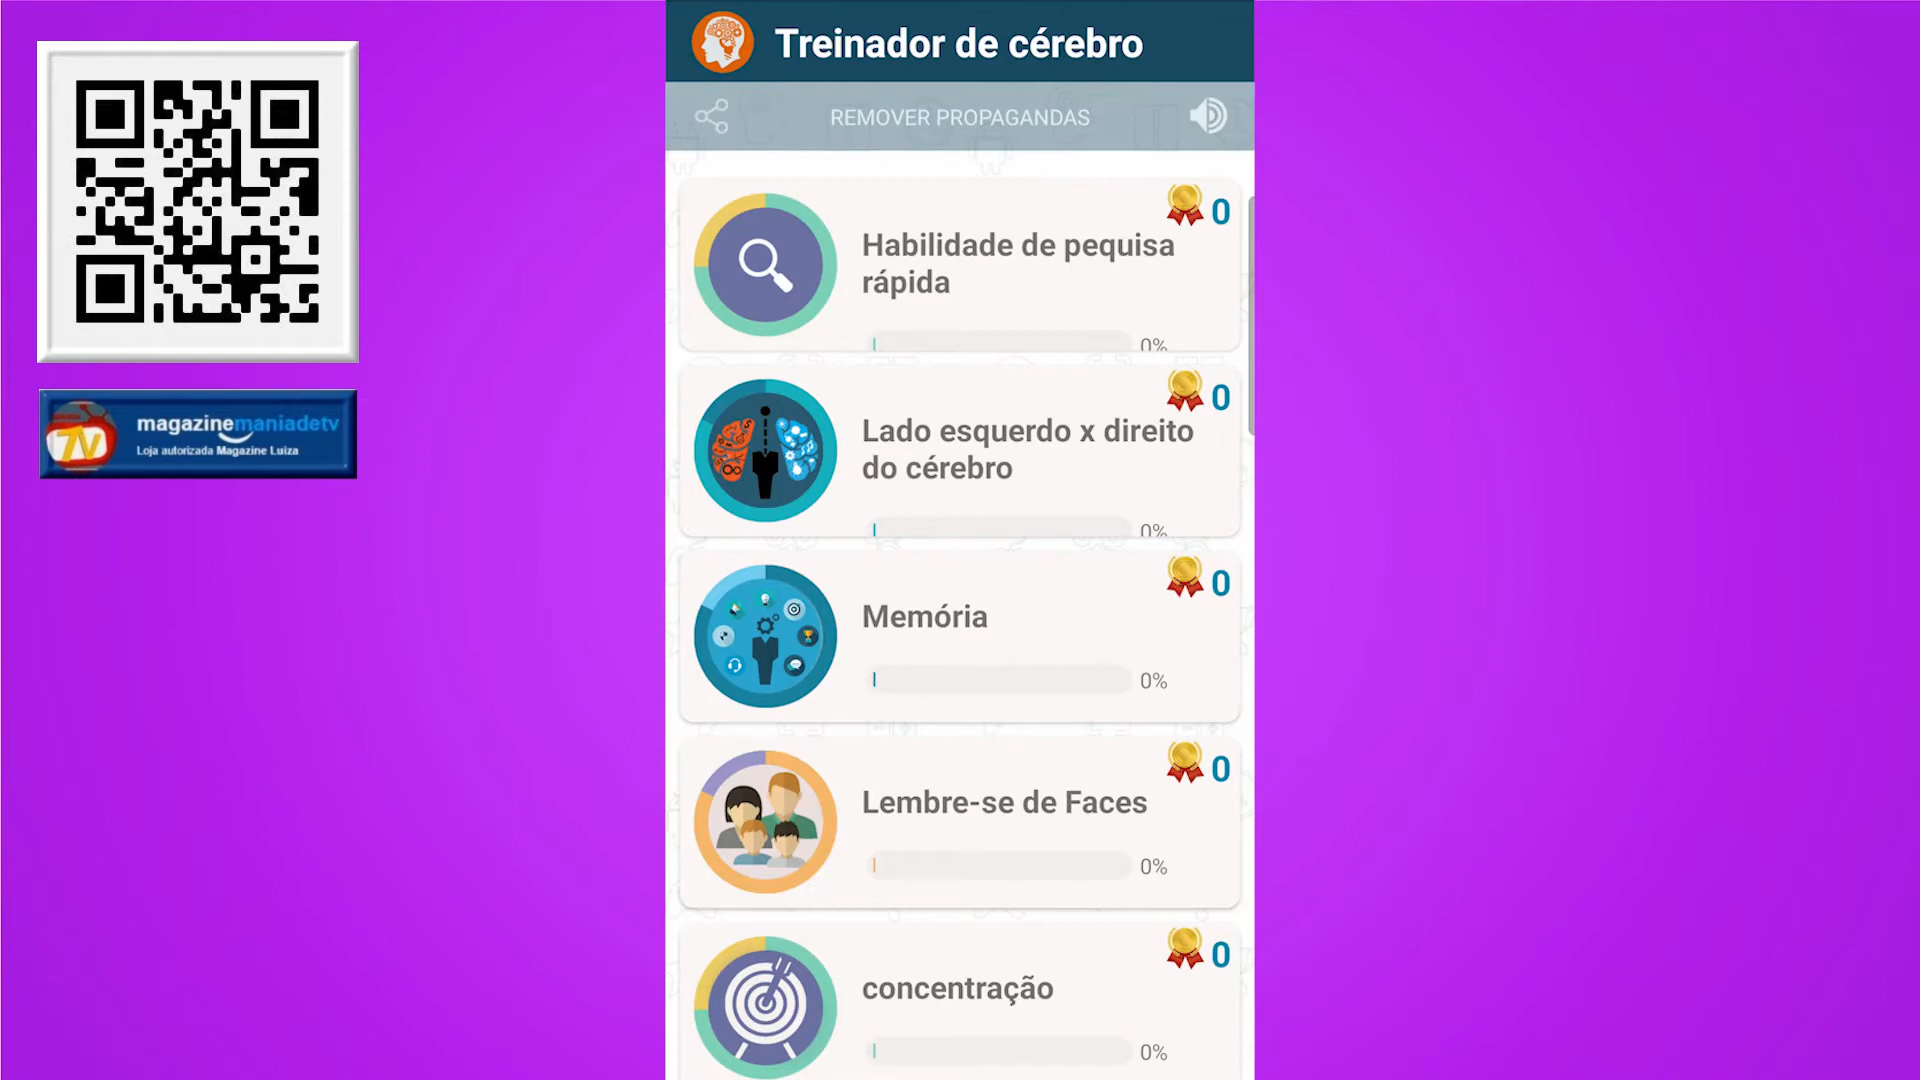 Treinador de cérebro
REMOVER PROPAGANDAS
0
Habilidade de pequisa
rápida
0%
0
Lado esquerdo x direito
do cérebro
0%
0
Memória
0%
0
Lembre-se de Faces
0%
0
concentração
0%
TV
magazinemaniadetv
Loja autorizada Magazine Luiza